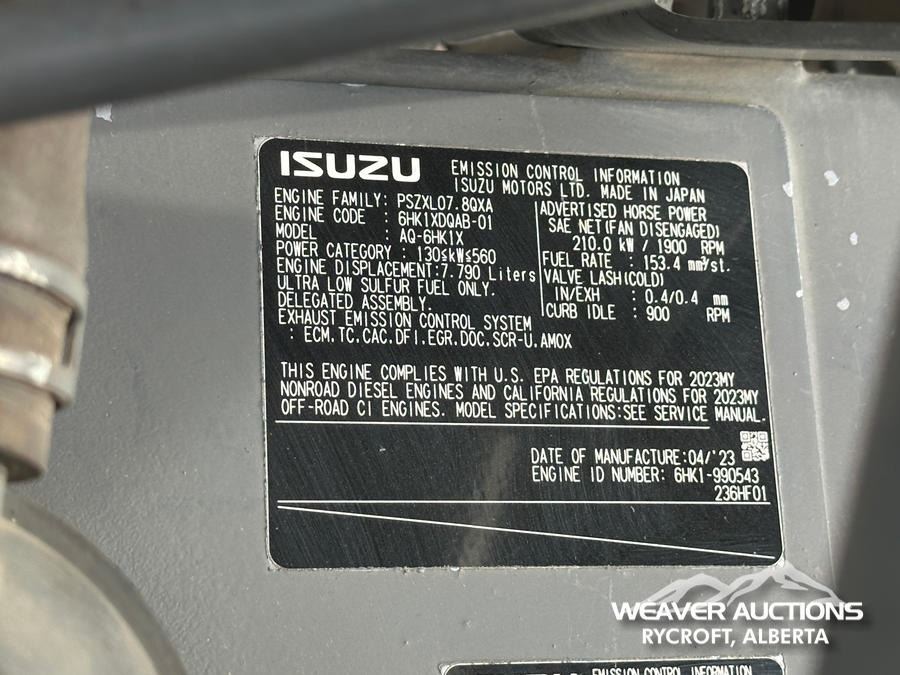 ISUZU EMISSION CONTROL INFORMATION
ISUZU MOTORS LTD. MADE IN JAPAN
ENGINE FAMILY: PSZXL07.8QXA
ENGINE CODE : 6HK1XDQAB-01
MODEL : AQ-6HK1X
POWER CATEGORY : 130≤kW≤560
ENGINE DISPLACEMENT:7.790 Liters
ULTRA LOW SULFUR FUEL ONLY.
DELEGATED ASSEMBLY.
EXHAUST EMISSION CONTROL SYSTEM
: ECM.TC.CAC.DFI.EGR.DOC.SCR-U.AMOX
ADVERTISED HORSE POWER
SAE NET(FAN DISENGAGED)
210.0 kW / 1900 RPM
FUEL RATE : 153.4 mm³/st.
VALVE LASH(COLD)
IN/EXH : 0.4/0.4 mm
CURB IDLE : 900 RPM
THIS ENGINE COMPLIES WITH U.S. EPA REGULATIONS FOR 2023MY
NONROAD DIESEL ENGINES AND CALIFORNIA REGULATIONS FOR 2023MY
OFF-ROAD CI ENGINES. MODEL SPECIFICATIONS:SEE SERVICE MANUAL.
DATE OF MANUFACTURE:04/'23
ENGINE ID NUMBER: 6HK1-990543
236HF01
WEAVER AUCTIONS
RYCROFT, ALBERTA
EMISSION CONTROL INFORMATION